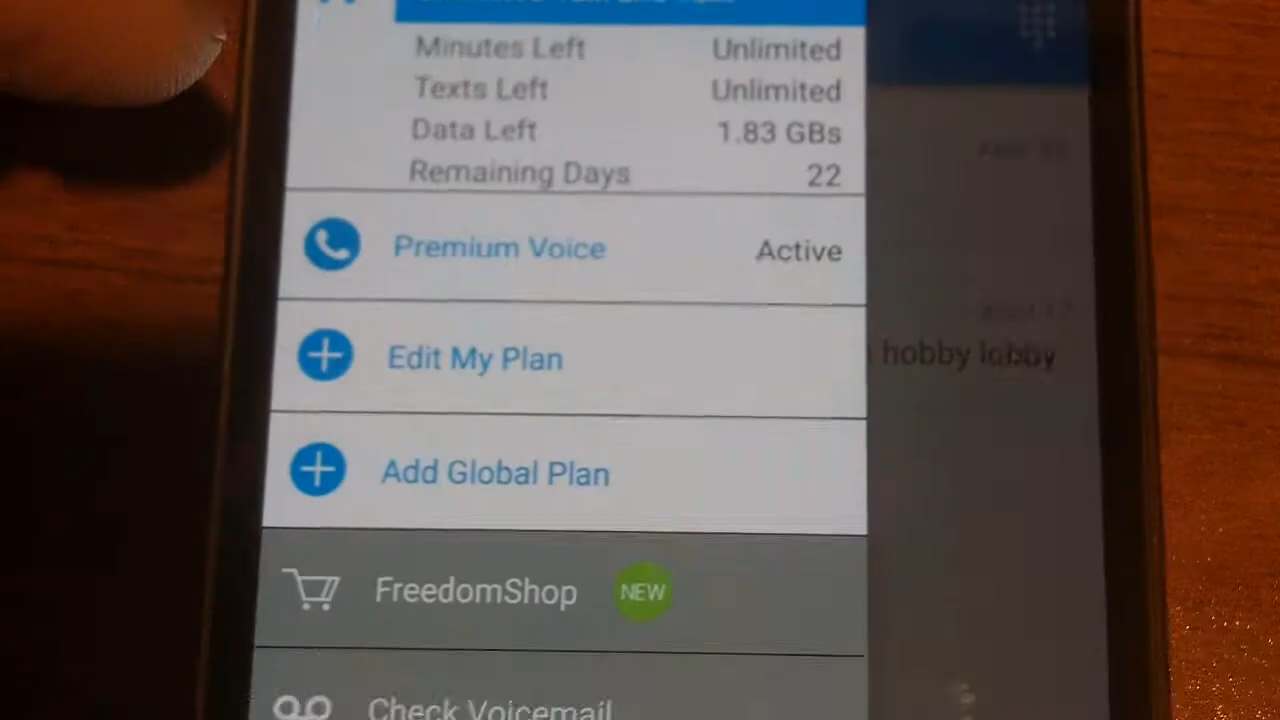 Minutes Left Unlimited
Texts Left Unlimited
Data Left 1.83 GBs
Remaining Days 22
Premium Voice Active
Edit My Plan
hobby lobby
Add Global Plan
FreedomShop NEW
Check Voicemail